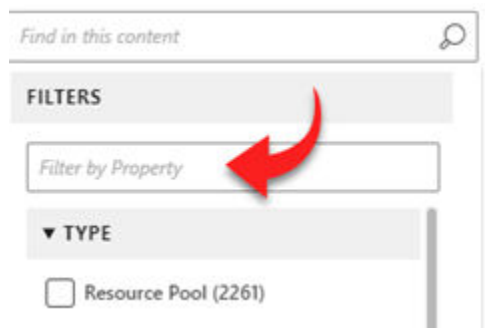 Find in this content
FILTERS
Filter by Property
▼ TYPE
Resource Pool (2261)